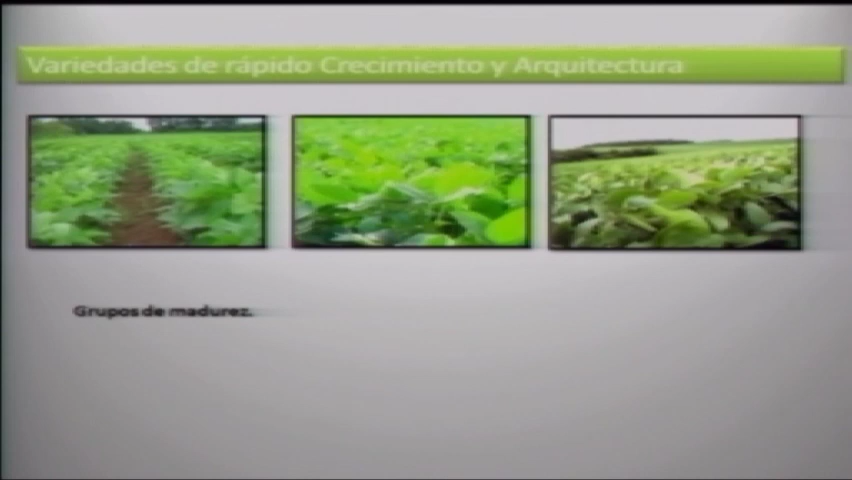 Variedades de rápido Crecimiento y Arquitectura
Grupos de madurez.